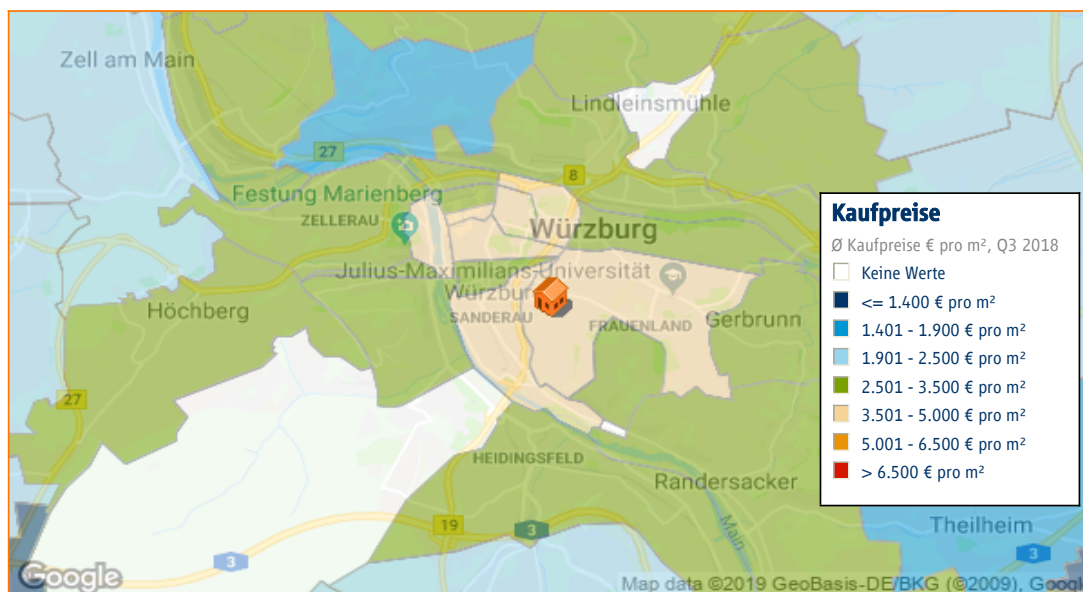 Zell am Main
Lindleinsmühle
27
8
Festung Marienberg
ZELLERAU
Würzburg
Julius-Maximilians-Universität
Würzburg
SANDERAU
FRAUENLAND
Gerbrunn
Höchberg
27
HEIDINGSFELD
Randersacker
19
3
Main
3
Theilheim
3
Kaufpreise
Ø Kaufpreise € pro m², Q3 2018
Keine Werte
<= 1.400 € pro m²
1.401 - 1.900 € pro m²
1.901 - 2.500 € pro m²
2.501 - 3.500 € pro m²
3.501 - 5.000 € pro m²
5.001 - 6.500 € pro m²
> 6.500 € pro m²
Google
Map data ©2019 GeoBasis-DE/BKG (©2009), Google